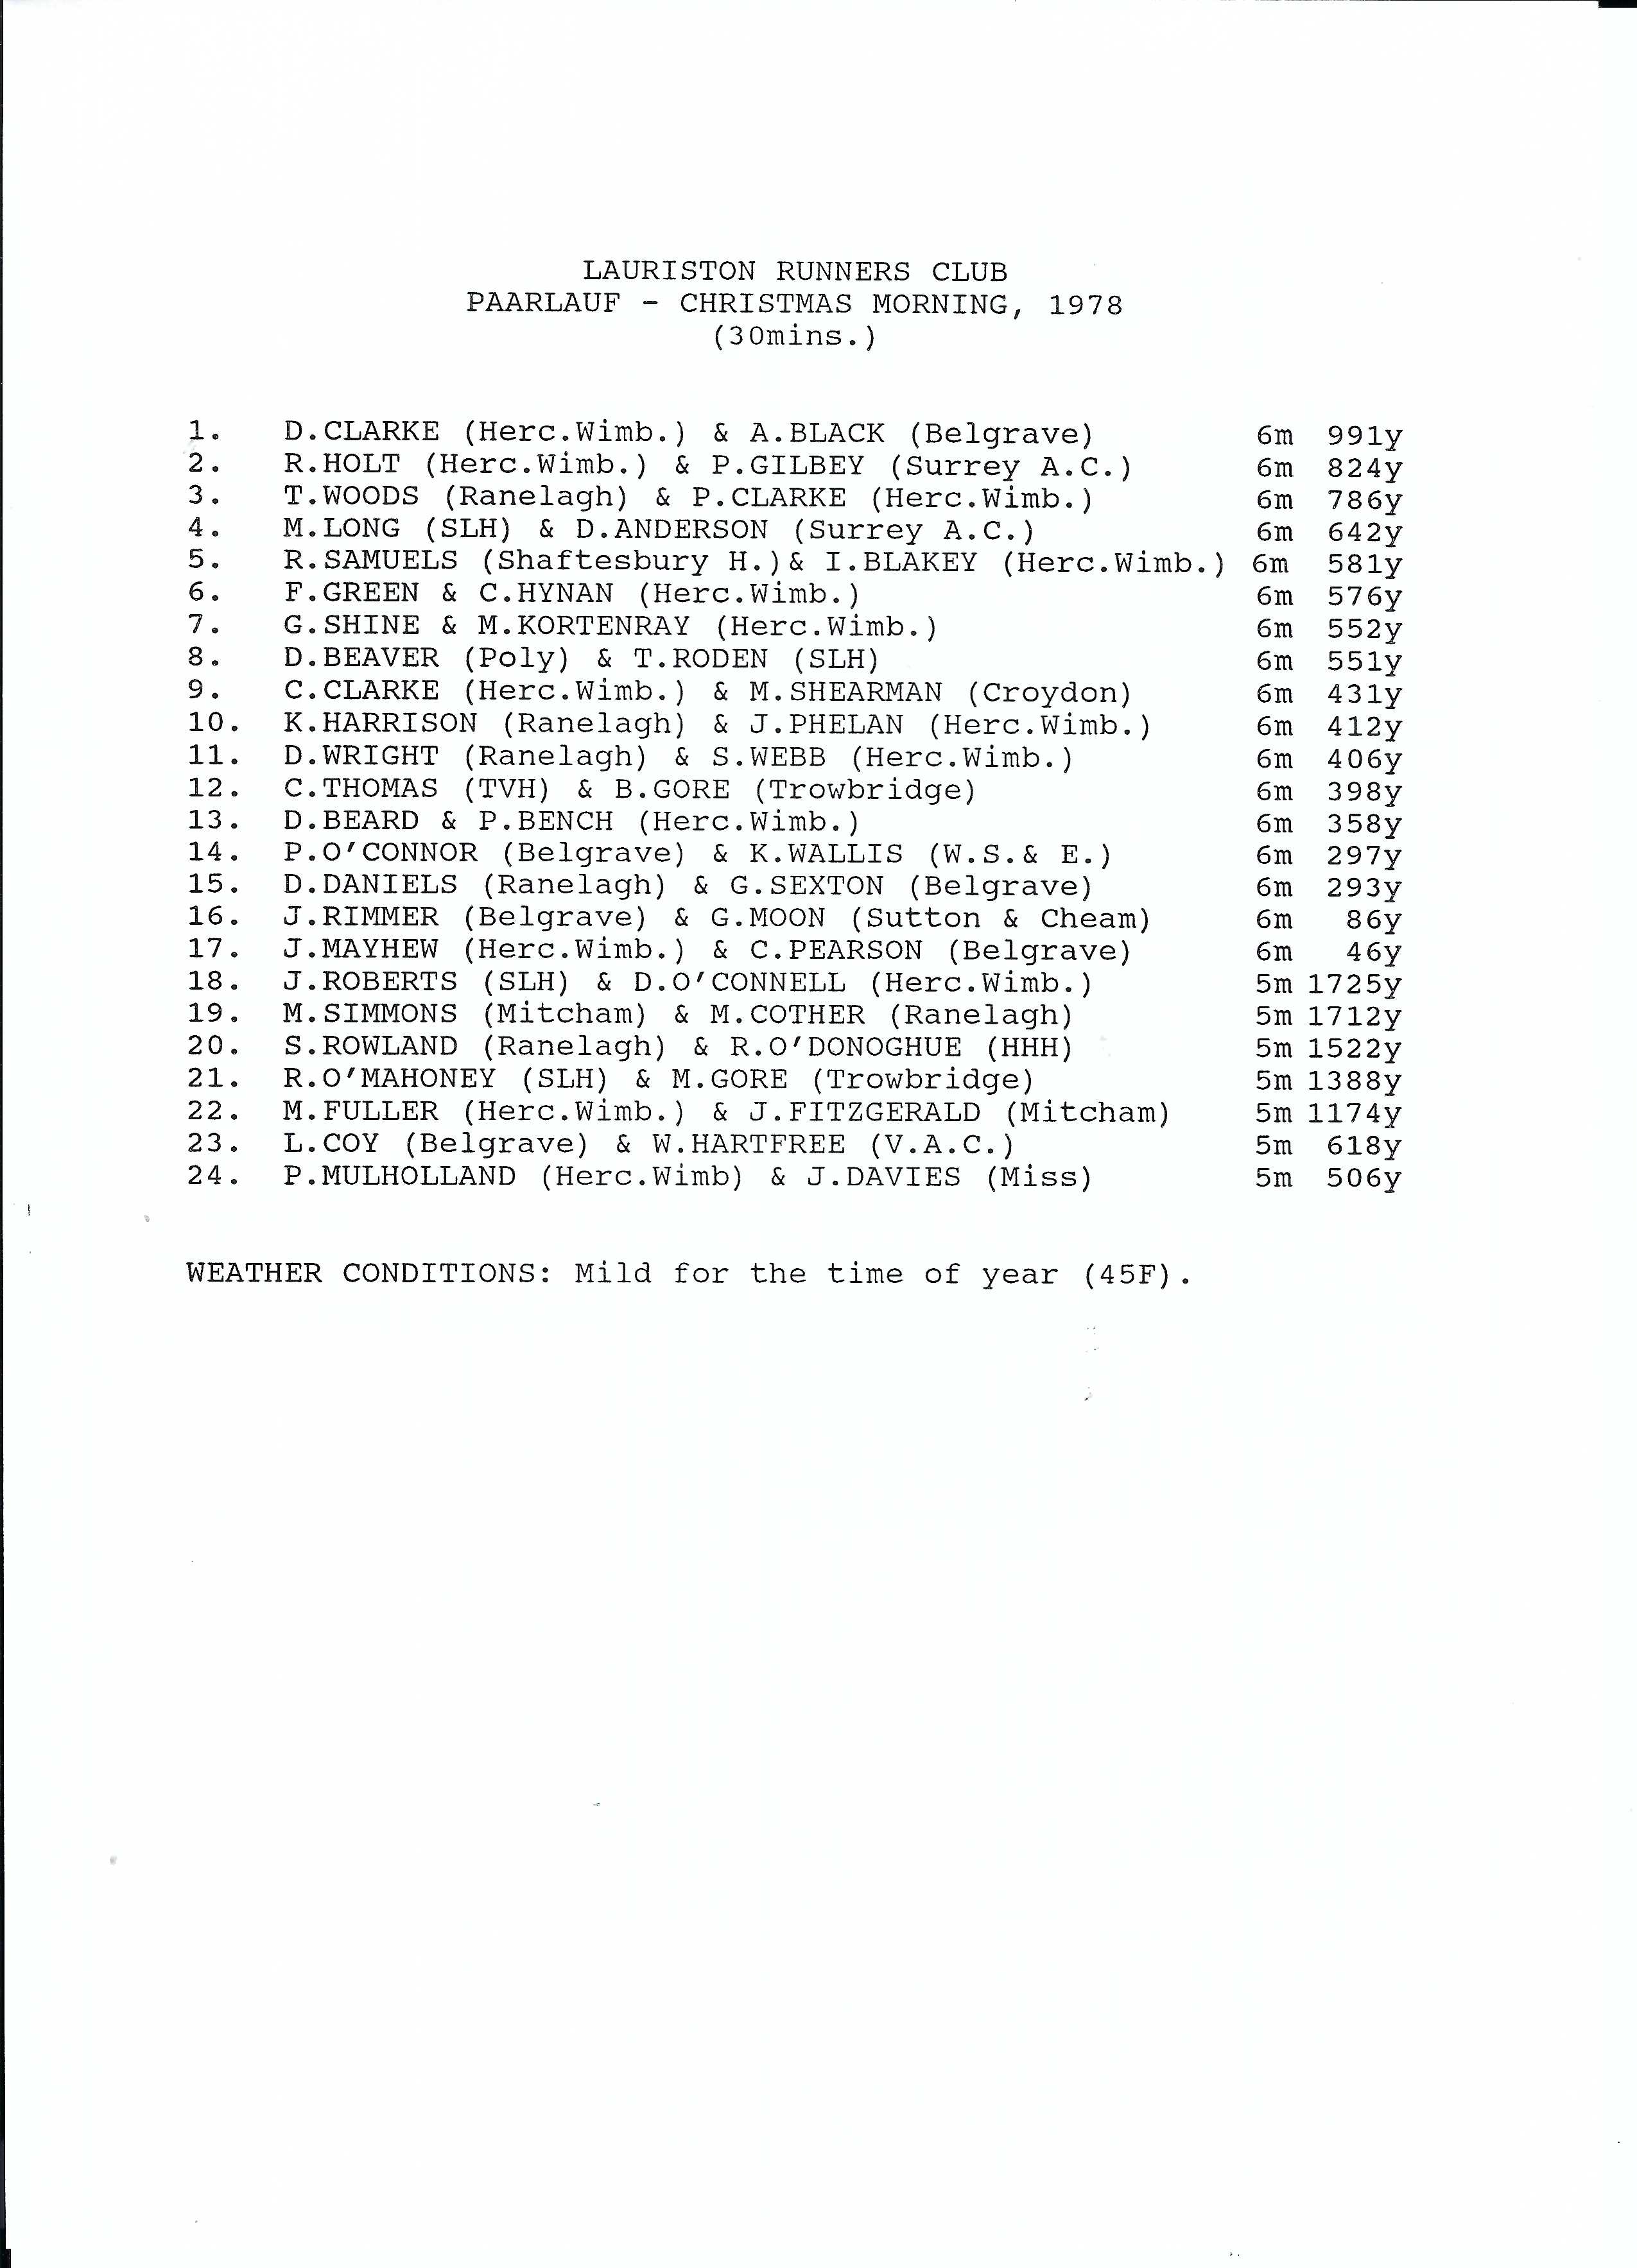 LAURISTON RUNNERS CLUB
PAARLAUF - CHRISTMAS MORNING, 1978
(30mins.)
1. D.CLARKE (Herc.Wimb.) & A.BLACK (Belgrave) 6m 991y
2. R.HOLT (Herc.Wimb.) & P.GILBEY (Surrey A.C.) 6m 824y
3. T.WOODS (Ranelagh) & P.CLARKE (Herc.Wimb.) 6m 786y
4. M.LONG (SLH) & D.ANDERSON (Surrey A.C.) 6m 642y
5. R.SAMUELS (Shaftesbury H.)& I.BLAKEY (Herc.Wimb.) 6m 581y
6. F.GREEN & C.HYNAN (Herc.Wimb.) 6m 576y
7. G.SHINE & M.KORTENRAY (Herc.Wimb.) 6m 552y
8. D.BEAVER (Poly) & T.RODEN (SLH) 6m 551y
9. C.CLARKE (Herc.Wimb.) & M.SHEARMAN (Croydon) 6m 431y
10. K.HARRISON (Ranelagh) & J.PHELAN (Herc.Wimb.) 6m 412y
11. D.WRIGHT (Ranelagh) & S.WEBB (Herc.Wimb.) 6m 406y
12. C.THOMAS (TVH) & B.GORE (Trowbridge) 6m 398y
13. D.BEARD & P.BENCH (Herc.Wimb.) 6m 358y
14. P.O'CONNOR (Belgrave) & K.WALLIS (W.S.& E.) 6m 297y
15. D.DANIELS (Ranelagh) & G.SEXTON (Belgrave) 6m 293y
16. J.RIMMER (Belgrave) & G.MOON (Sutton & Cheam) 6m 86y
17. J.MAYHEW (Herc.Wimb.) & C.PEARSON (Belgrave) 6m 46y
18. J.ROBERTS (SLH) & D.O'CONNELL (Herc.Wimb.) 5m 1725y
19. M.SIMMONS (Mitcham) & M.COTHER (Ranelagh) 5m 1712y
20. S.ROWLAND (Ranelagh) & R.O'DONOGHUE (HHH) 5m 1522y
21. R.O'MAHONEY (SLH) & M.GORE (Trowbridge) 5m 1388y
22. M.FULLER (Herc.Wimb.) & J.FITZGERALD (Mitcham) 5m 1174y
23. L.COY (Belgrave) & W.HARTFREE (V.A.C.) 5m 618y
24. P.MULHOLLAND (Herc.Wimb) & J.DAVIES (Miss) 5m 506y
WEATHER CONDITIONS: Mild for the time of year (45F).